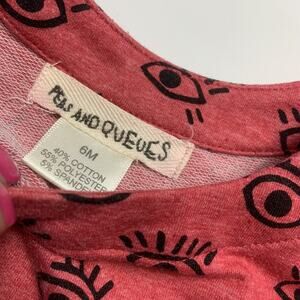 PEAS AND QUEUES
6M
40% COTTON
55% POLYESTER
5% SPANDEX